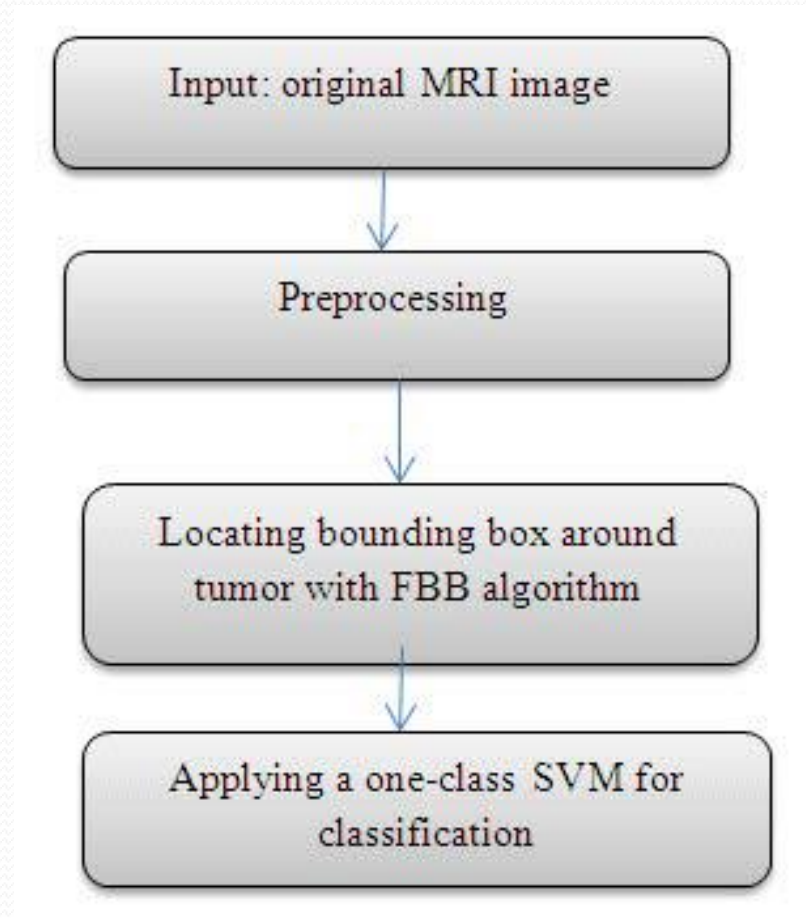 Input: original MRI image
Preprocessing
Locating bounding box around
tumor with FBB algorithm
Applying a one-class SVM for
classification